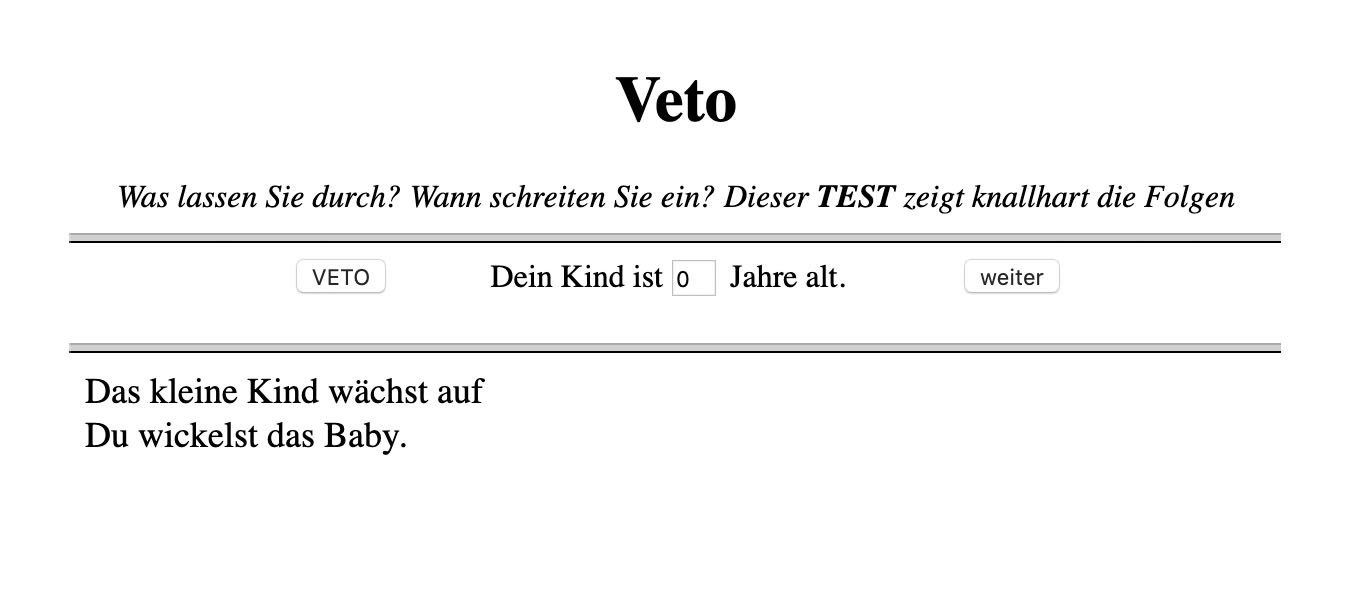 Veto
Was lassen Sie durch? Wann schreiten Sie ein? Dieser TEST zeigt knallhart die Folgen
VETO Dein Kind ist 0 Jahre alt. weiter
Das kleine Kind wächst auf
Du wickelst das Baby.